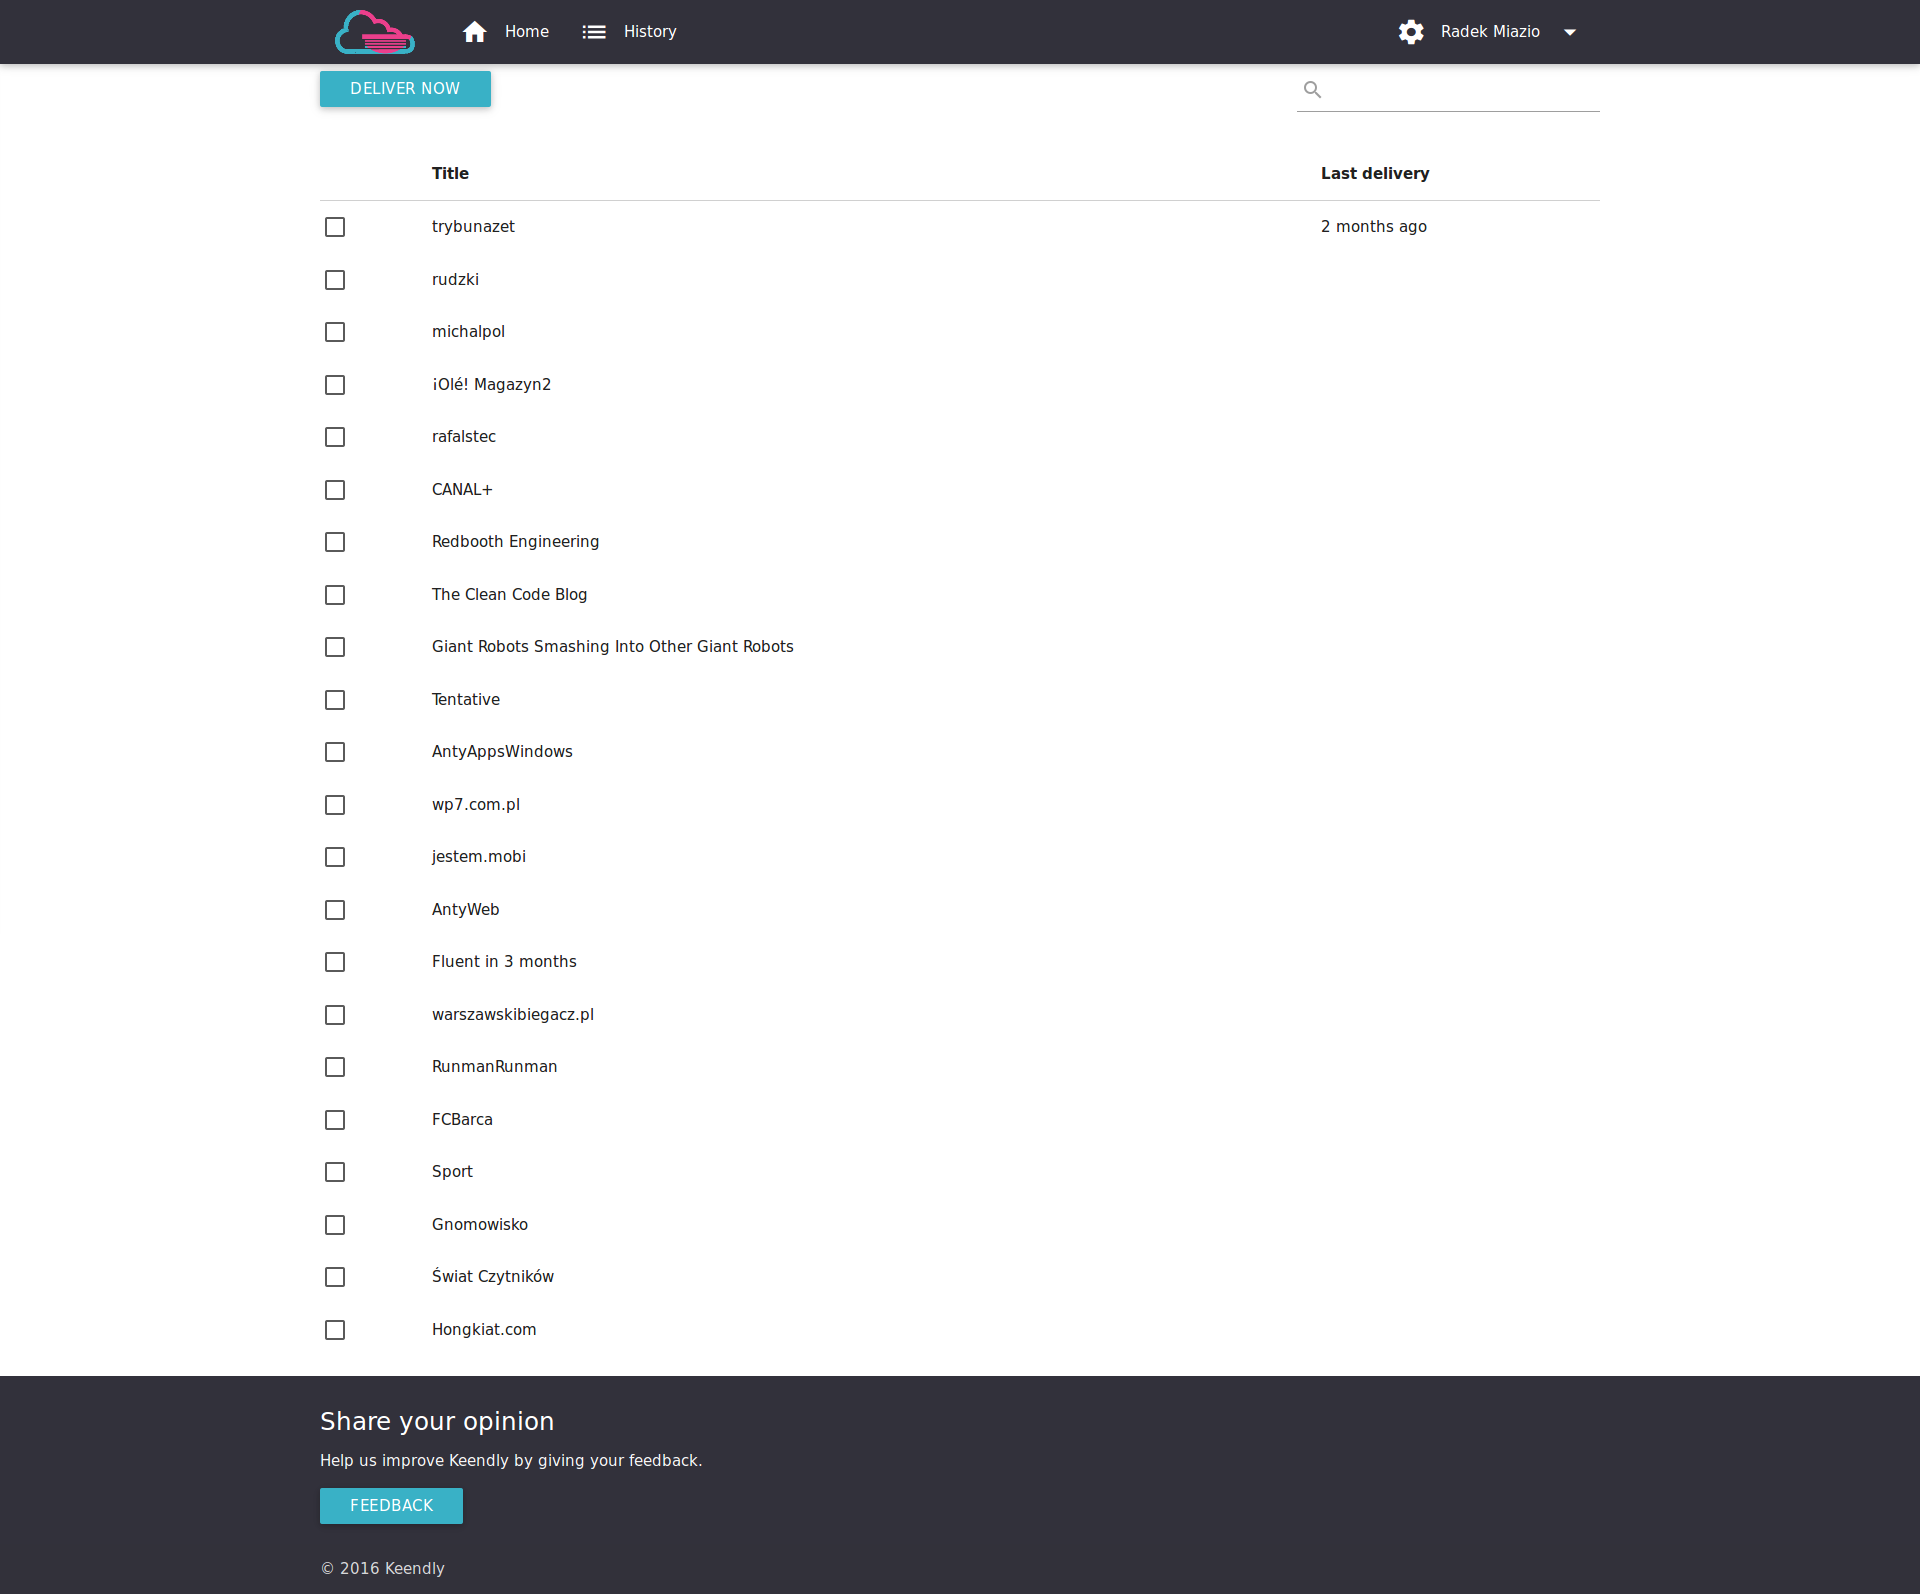 Home History Radek Miazio
DELIVER NOW
Title Last delivery
trybunazet 2 months ago
rudzki
michalpol
¡Olé! Magazyn2
rafalstec
CANAL+
Redbooth Engineering
The Clean Code Blog
Giant Robots Smashing Into Other Giant Robots
Tentative
AntyAppsWindows
wp7.com.pl
jestem.mobi
AntyWeb
Fluent in 3 months
warszawskibiegacz.pl
RunmanRunman
FCBarca
Sport
Gnomowisko
Świat Czytników
Hongkiat.com
Share your opinion
Help us improve Keendly by giving your feedback.
FEEDBACK
© 2016 Keendly